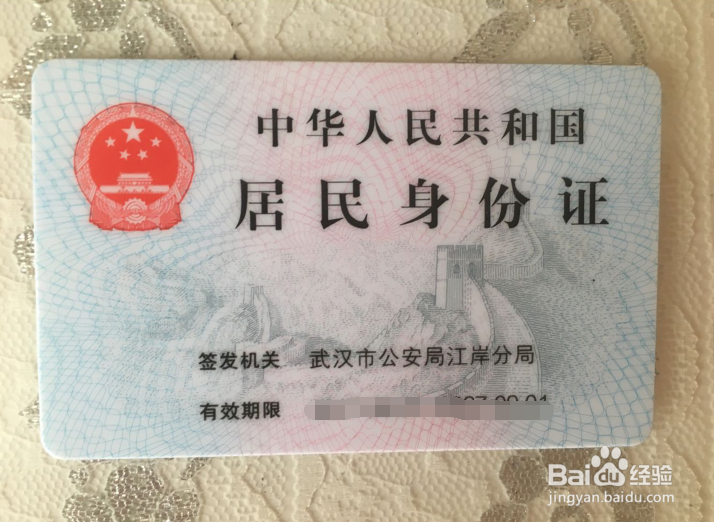 中华人民共和国
居民身份证
签发机关 武汉市公安局江岸分局
有效期限
Baidu经验
jingyan.baidu.com